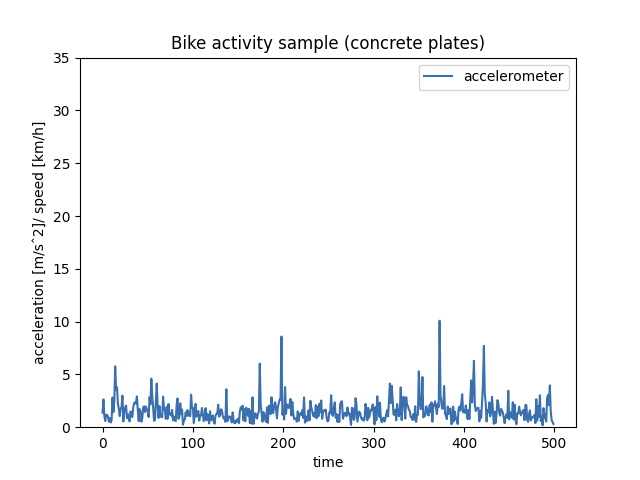 Bike activity sample (concrete plates)
accelerometer
35
30
25
20
15
10
5
0
acceleration [m/sˆ2]/ speed [km/h]
0 100 200 300 400 500
time